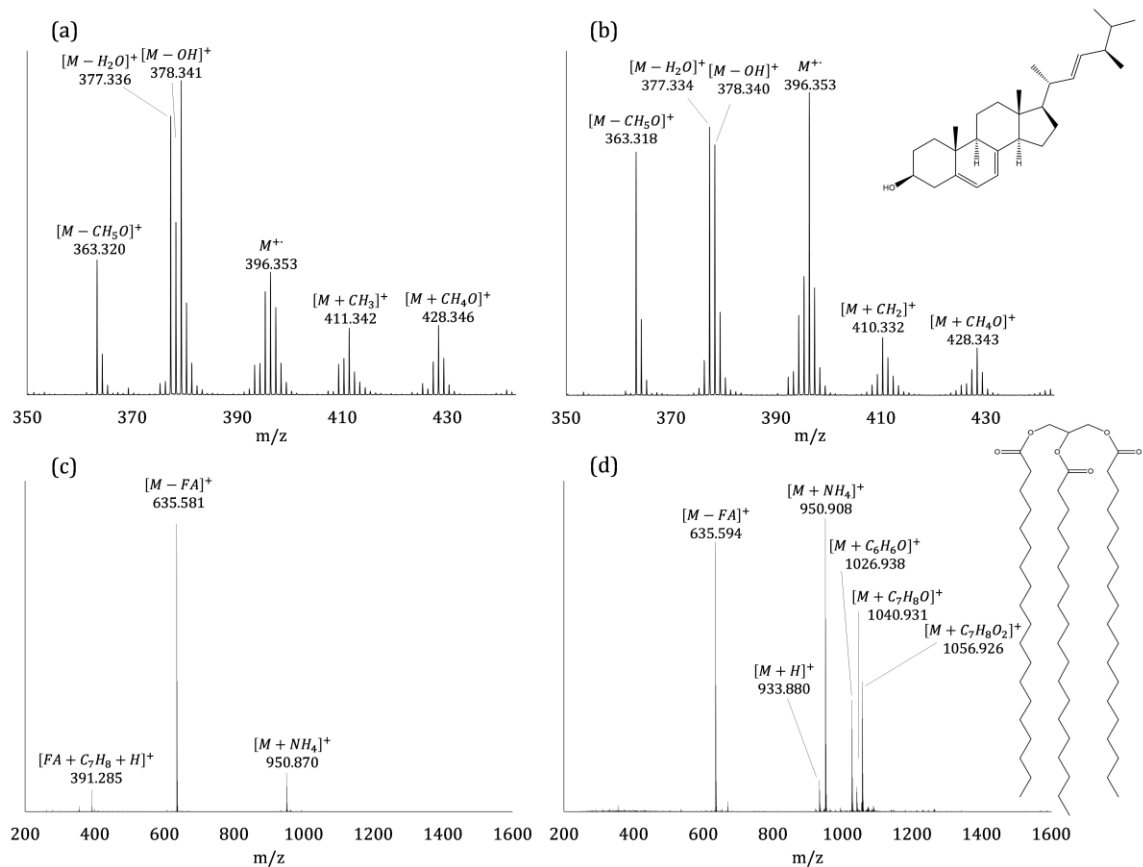 (a)
[M − H₂O]⁺ [M − OH]⁺
377.336 378.341
[M − CH₅O]⁺
363.320
M⁺·
396.353
[M + CH₃]⁺
411.342
[M + CH₄O]⁺
428.346
350 370 390 410 430
m/z
(b)
[M − H₂O]⁺
377.334
[M − OH]⁺
378.340
M⁺·
396.353
[M − CH₅O]⁺
363.318
[M + CH₂]⁺
410.332
[M + CH₄O]⁺
428.343
350 370 390 410 430
m/z
HO
H
H
(c)
[M − FA]⁺
635.581
[FA + C₇H₈ + H]⁺
391.285
[M + NH₄]⁺
950.870
200 400 600 800 1000 1200 1400 1600
m/z
(d)
[M + NH₄]⁺
950.908
[M − FA]⁺
635.594
[M + C₆H₆O]⁺
1026.938
[M + C₇H₈O]⁺
1040.931
[M + C₇H₈O₂]⁺
1056.926
[M + H]⁺
933.880
200 400 600 800 1000 1200 1400 1600
m/z
O O
O O O
O